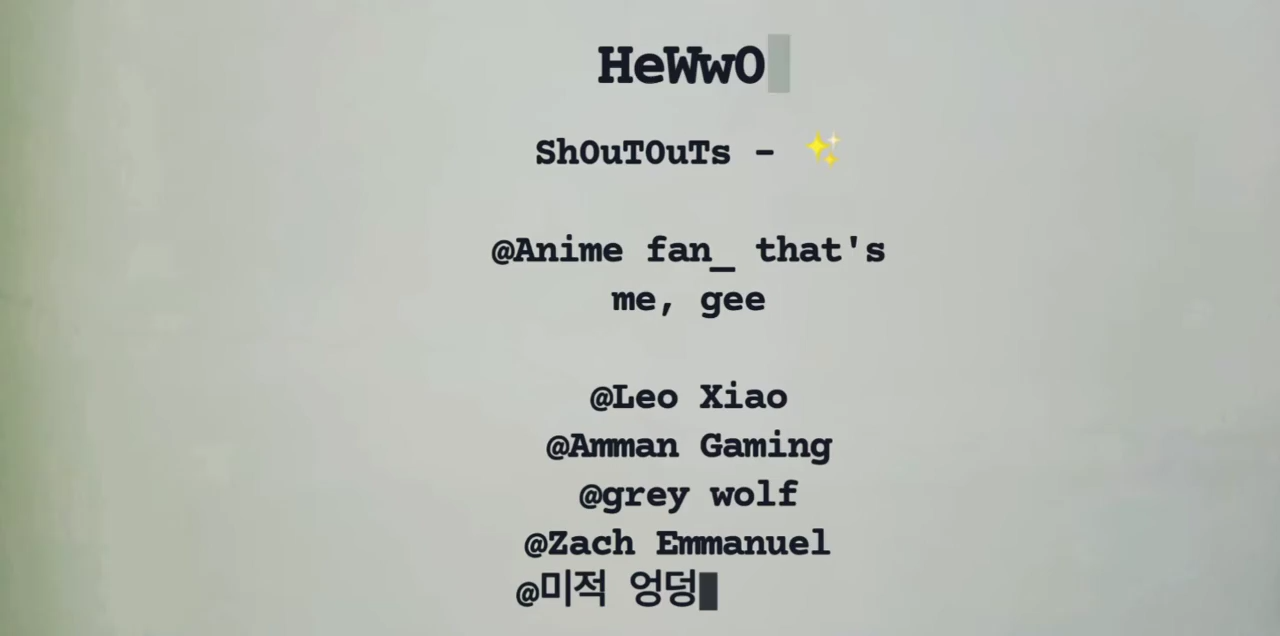 HeWwO
ShOuTOuTs - ✨
@Anime fan_ that's
me, gee
@Leo Xiao
@Amman Gaming
@grey wolf
@Zach Emmanuel
@미적 엉덩